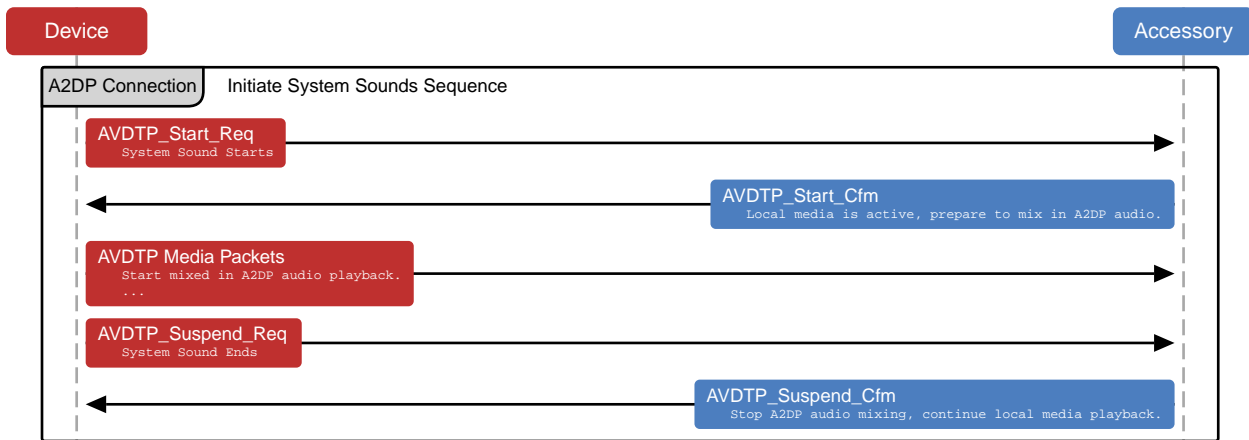 Device
Accessory
A2DP Connection
Initiate System Sounds Sequence
AVDTP_Start_Req
System Sound Starts
AVDTP_Start_Cfm
Local media is active, prepare to mix in A2DP audio.
AVDTP Media Packets
Start mixed in A2DP audio playback.
...
AVDTP_Suspend_Req
System Sound Ends
AVDTP_Suspend_Cfm
Stop A2DP audio mixing, continue local media playback.